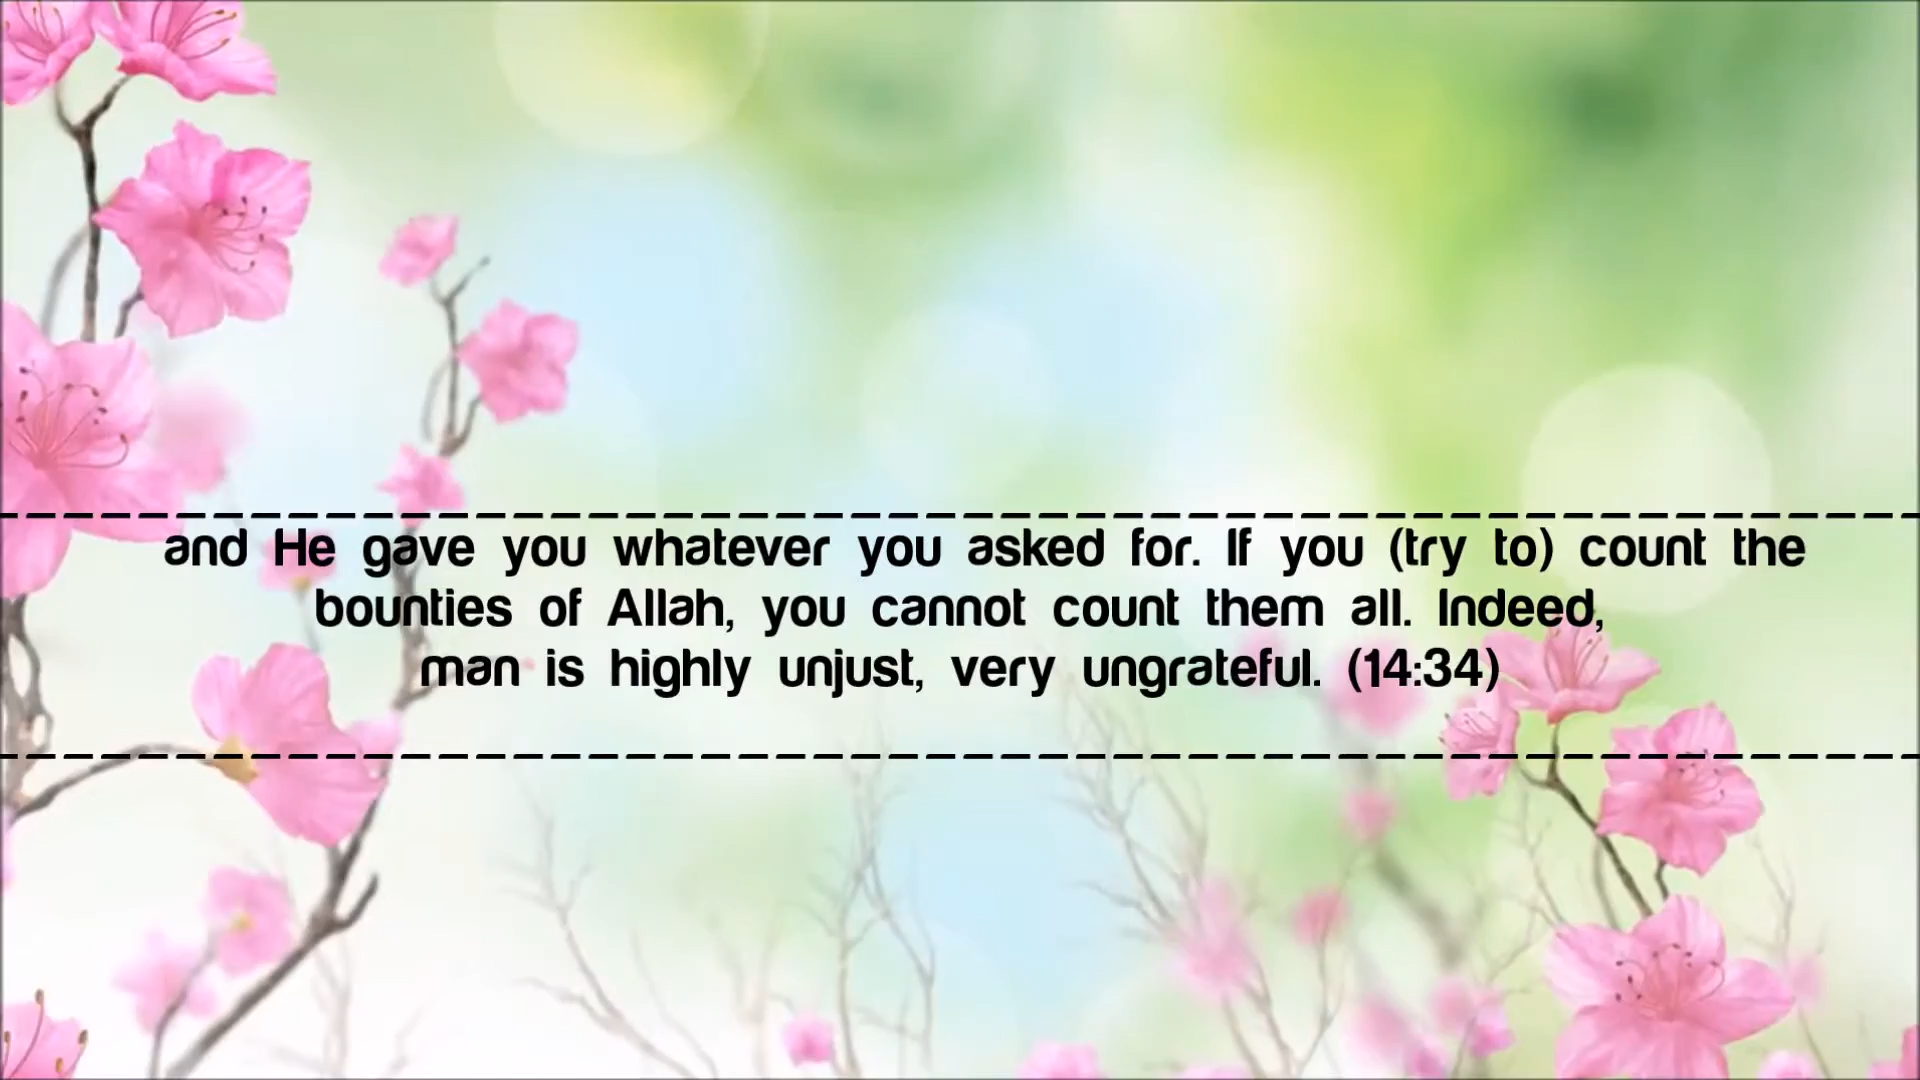 and He gave you whatever you asked for. If you (try to) count the
bounties of Allah, you cannot count them all. Indeed,
man is highly unjust, very ungrateful. (14:34)